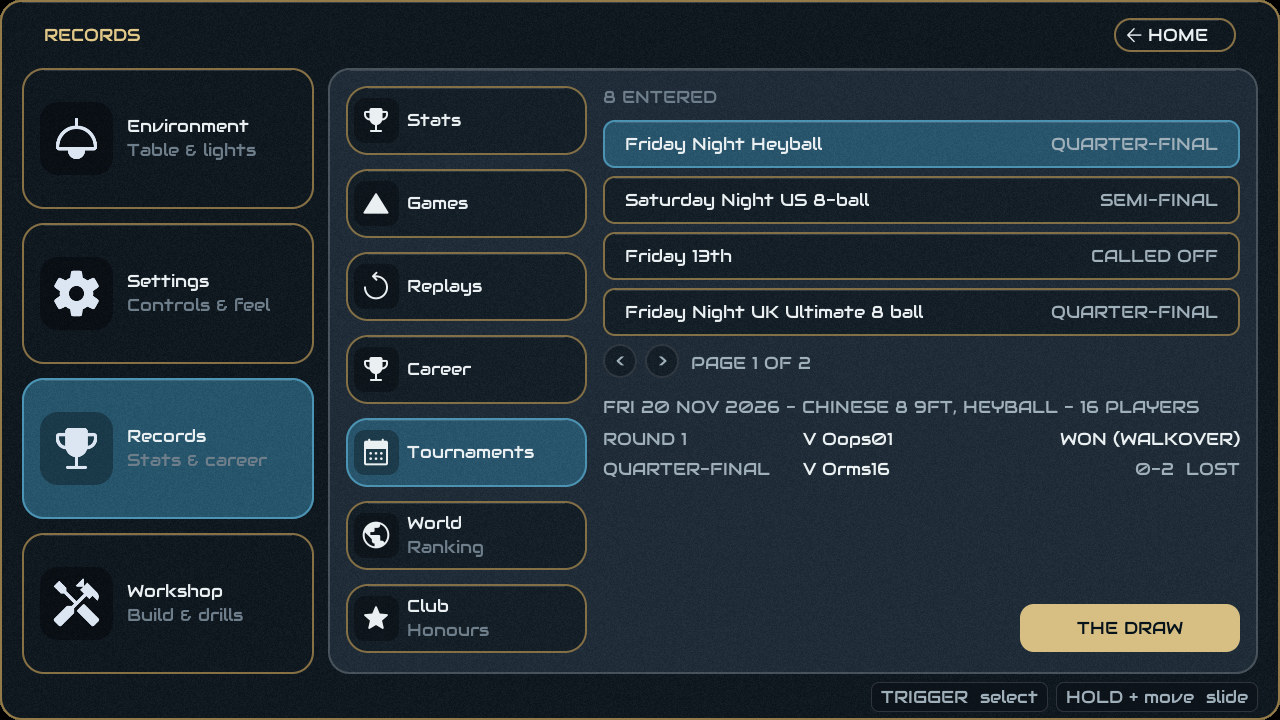 RECORDS
← HOME
Environment
Table & lights
Settings
Controls & feel
Records
Stats & career
Workshop
Build & drills
Stats
Games
Replays
Career
Tournaments
World
Ranking
Club
Honours
8 ENTERED
Friday Night Heyball QUARTER-FINAL
Saturday Night US 8-ball SEMI-FINAL
Friday 13th CALLED OFF
Friday Night UK Ultimate 8 ball QUARTER-FINAL
< > PAGE 1 OF 2
FRI 20 NOV 2026 - CHINESE 8 9FT, HEYBALL - 16 PLAYERS
ROUND 1 V Oops01 WON (WALKOVER)
QUARTER-FINAL V Orms16 0-2 LOST
THE DRAW
TRIGGER select HOLD + move slide